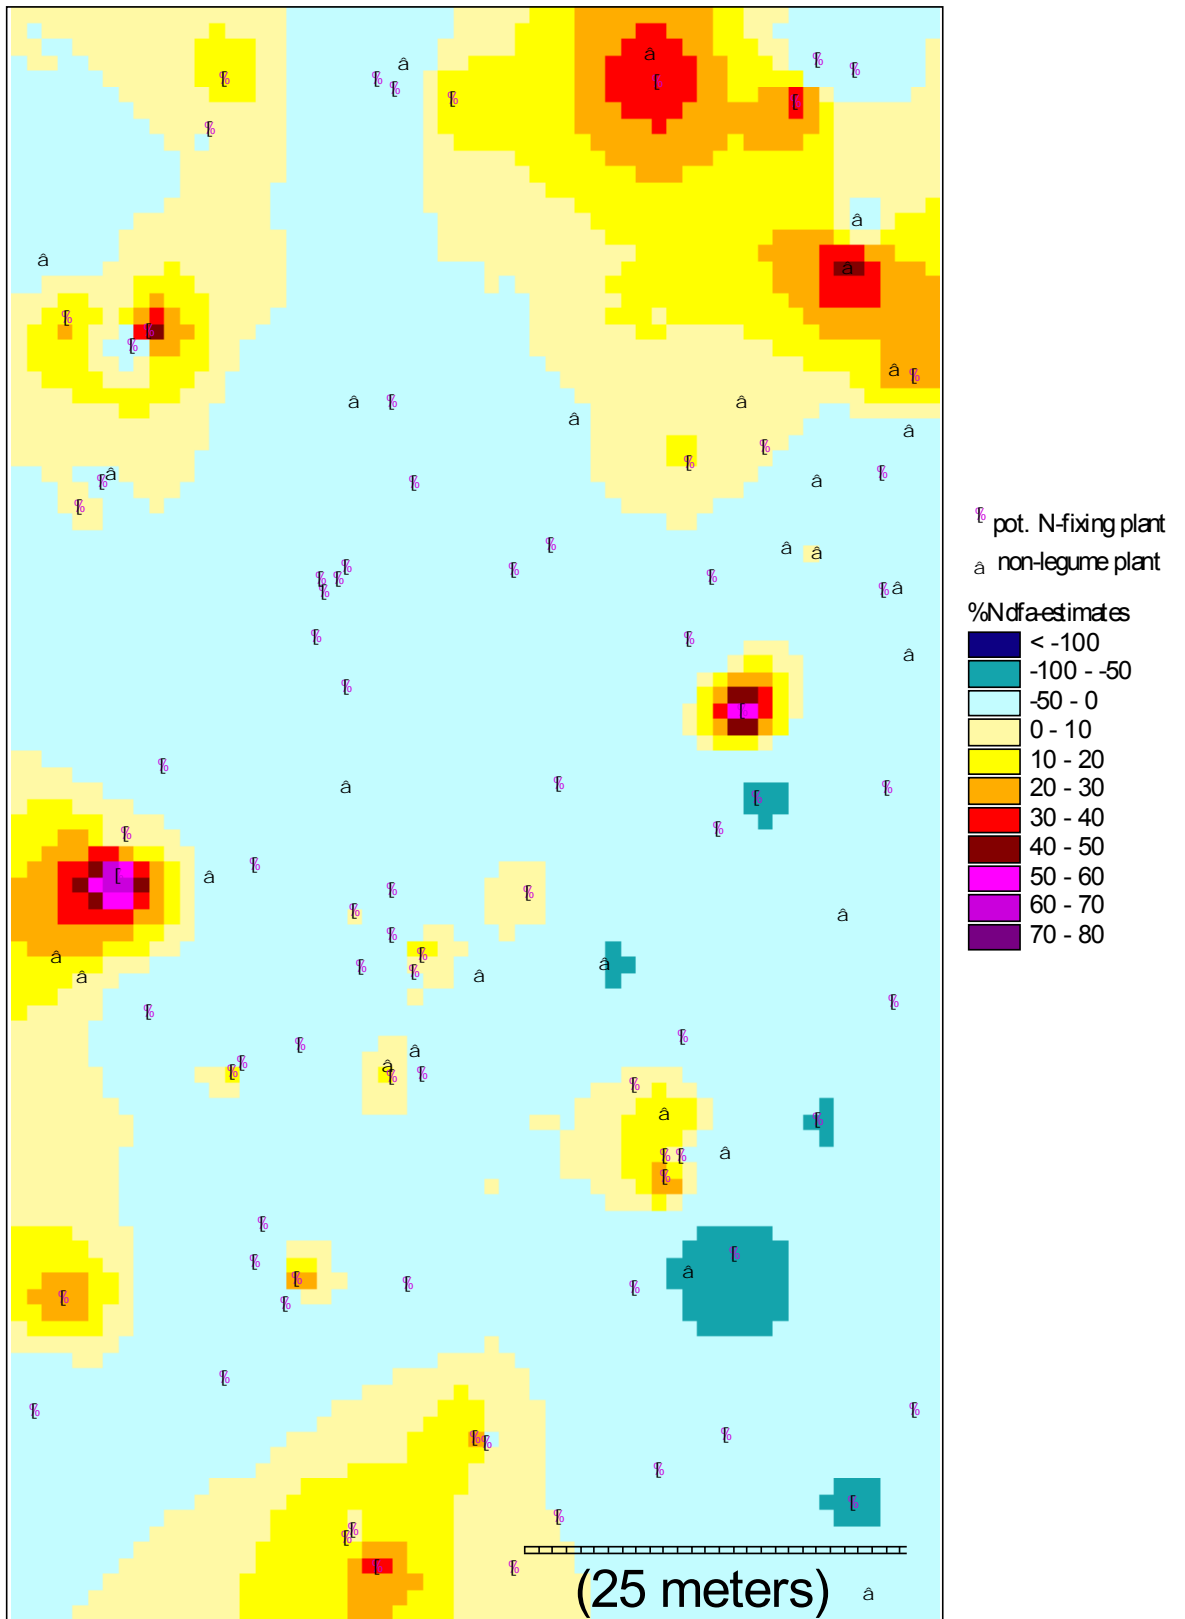 pot. N-fixing plant
â non-legume plant
%Ndfa-estimates
< -100
-100 - -50
-50 - 0
0 - 10
10 - 20
20 - 30
30 - 40
40 - 50
50 - 60
60 - 70
70 - 80
(25 meters)